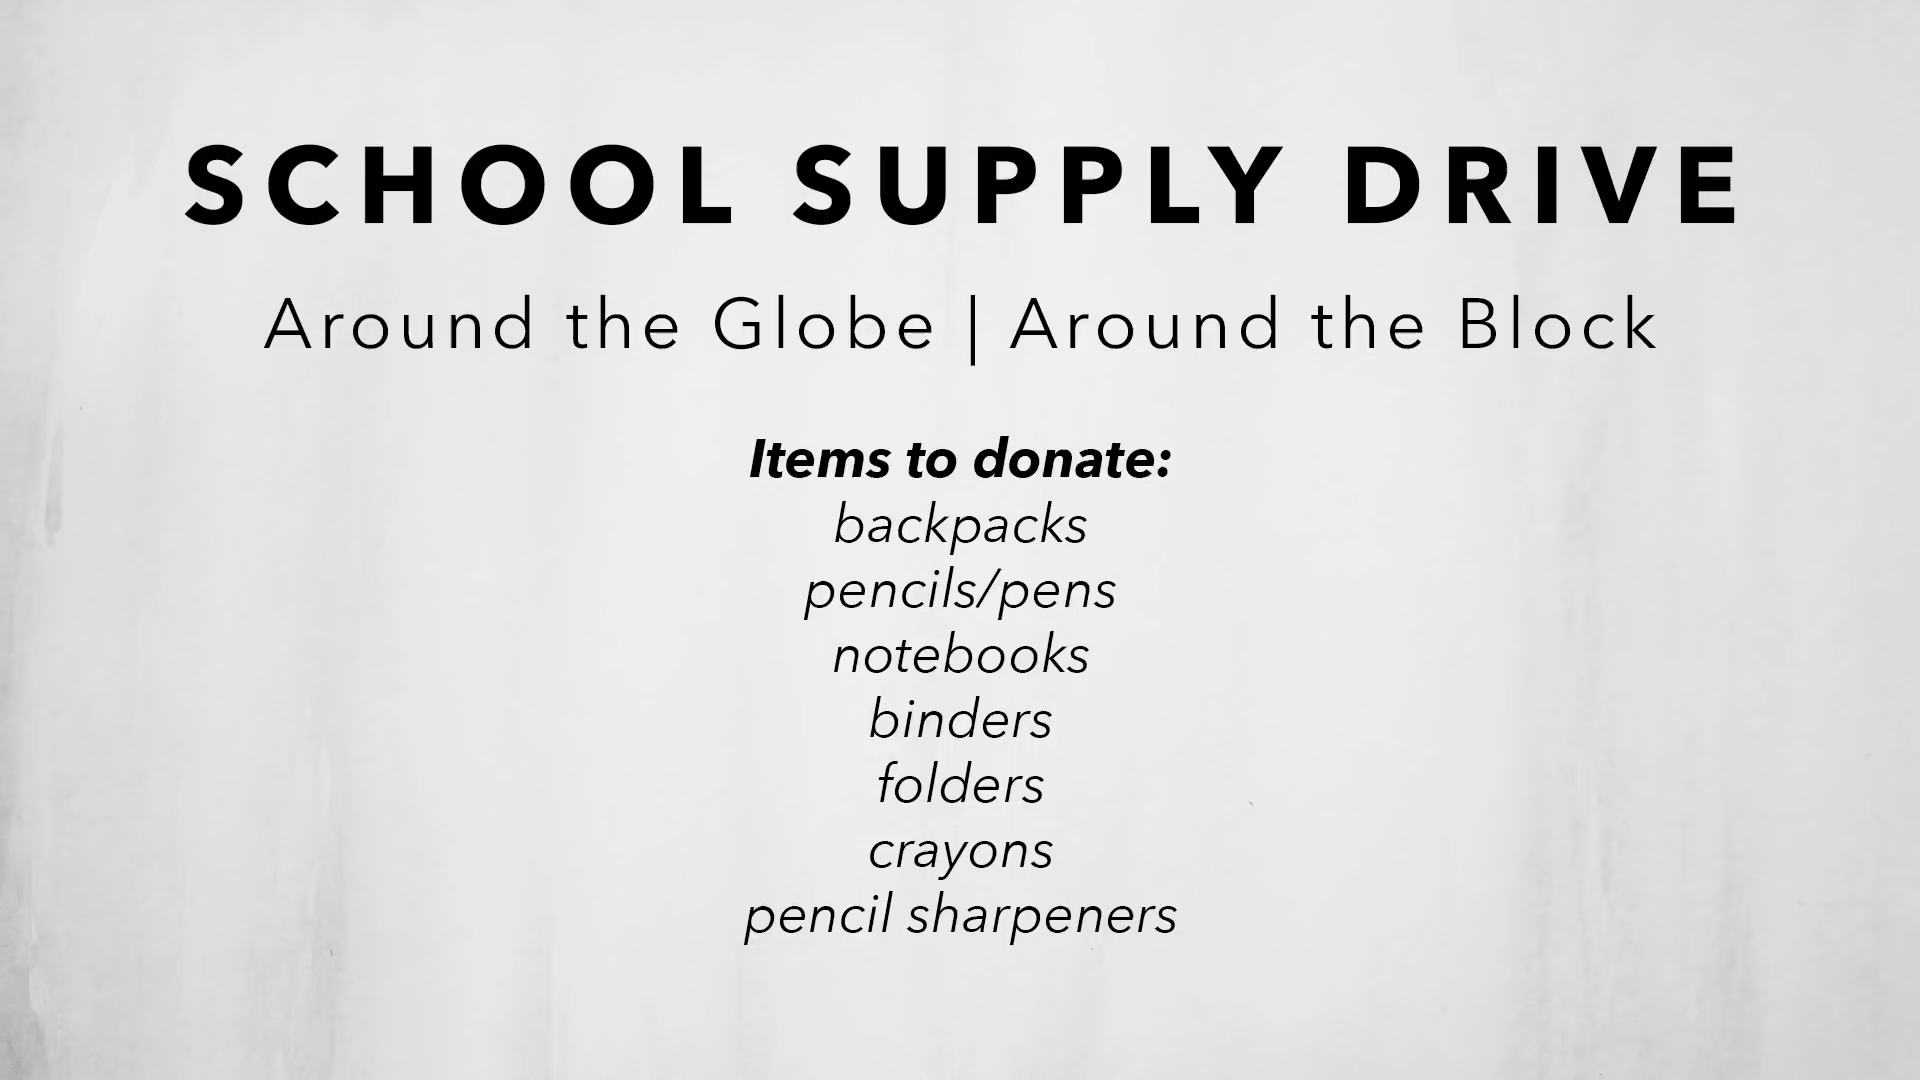 SCHOOL SUPPLY DRIVE
Around the Globe | Around the Block
Items to donate:
backpacks
pencils/pens
notebooks
binders
folders
crayons
pencil sharpeners